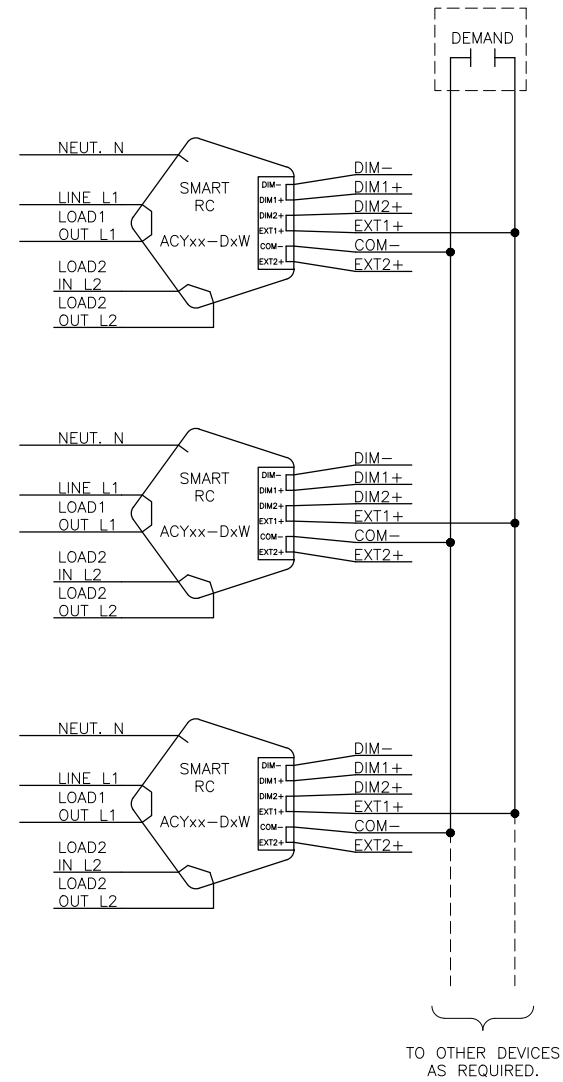 DEMAND
NEUT. N
LINE L1
LOAD1
OUT L1
LOAD2
IN L2
LOAD2
OUT L2
SMART
RC
ACYxx-DxW
DIM-
DIM1+
DIM2+
EXT1+
COM-
EXT2+
DIM-
DIM1+
DIM2+
EXT1+
COM-
EXT2+
NEUT. N
LINE L1
LOAD1
OUT L1
LOAD2
IN L2
LOAD2
OUT L2
SMART
RC
ACYxx-DxW
DIM-
DIM1+
DIM2+
EXT1+
COM-
EXT2+
DIM-
DIM1+
DIM2+
EXT1+
COM-
EXT2+
NEUT. N
LINE L1
LOAD1
OUT L1
LOAD2
IN L2
LOAD2
OUT L2
SMART
RC
ACYxx-DxW
DIM-
DIM1+
DIM2+
EXT1+
COM-
EXT2+
DIM-
DIM1+
DIM2+
EXT1+
COM-
EXT2+
TO OTHER DEVICES
AS REQUIRED.